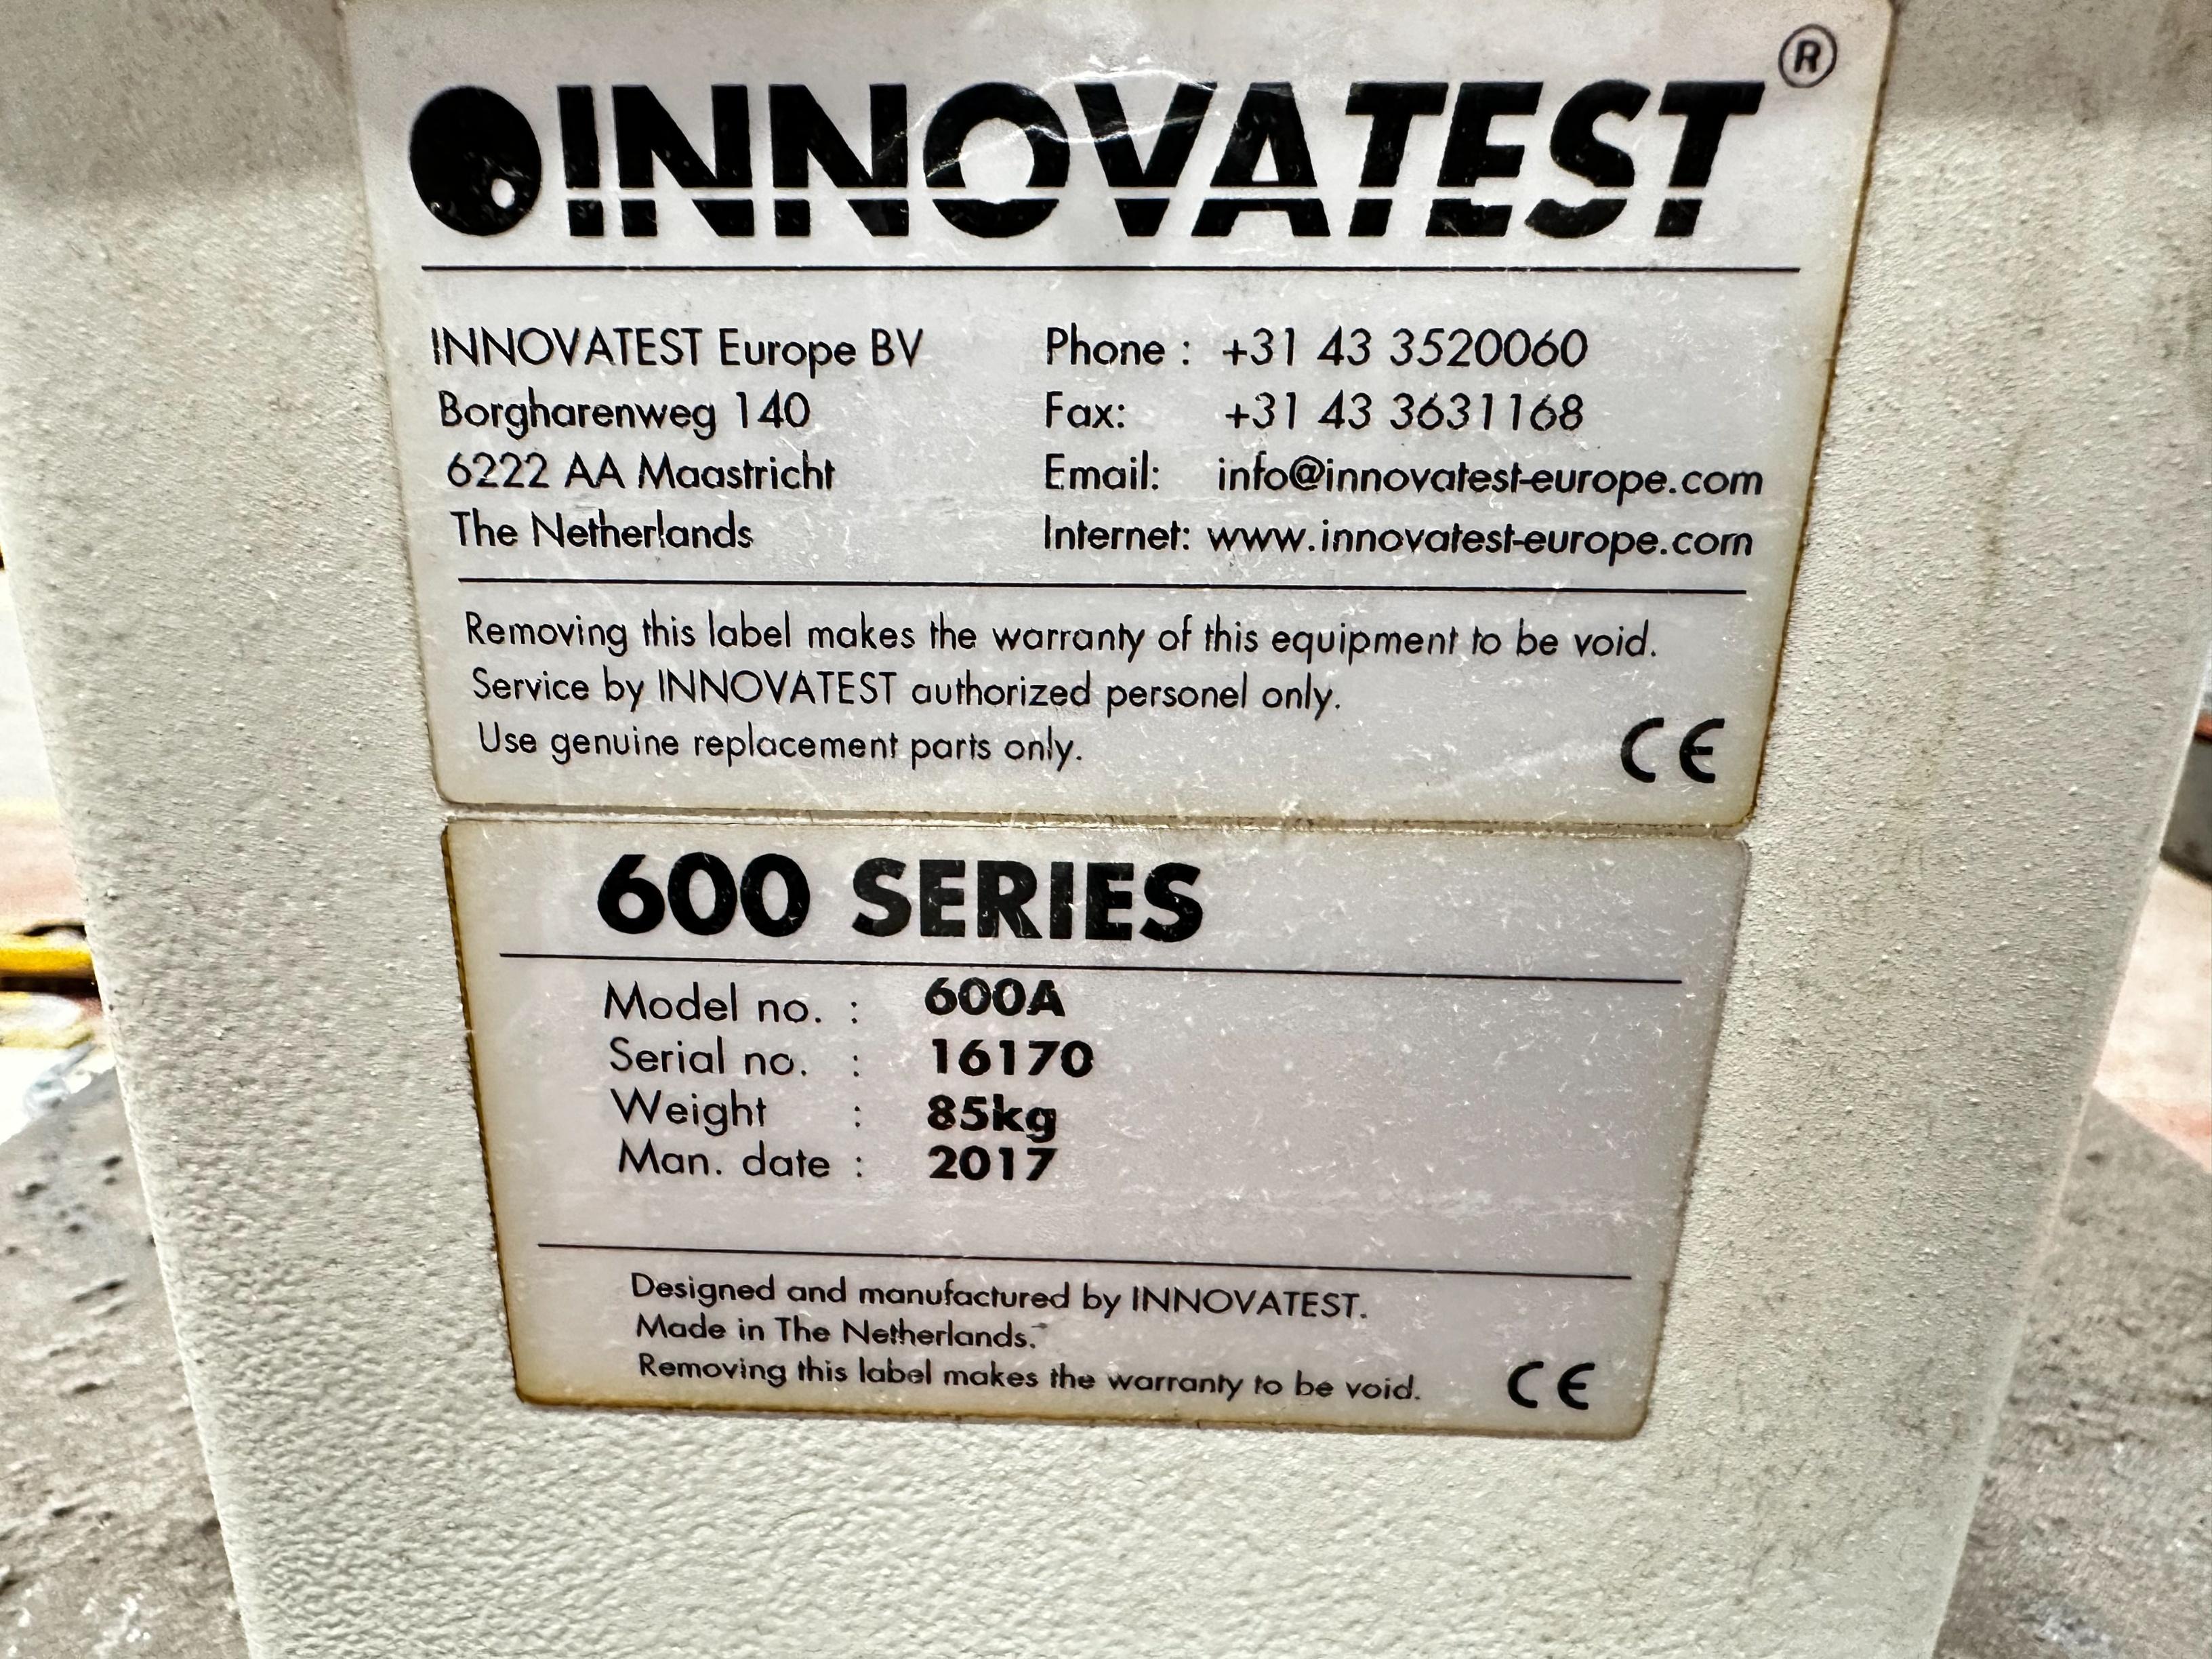 INNOVATEST®
INNOVATEST Europe BV
Borgharenweg 140
6222 AA Maastricht
The Netherlands
Phone : +31 43 3520060
Fax: +31 43 3631168
Email: info@innovatest-europe.com
Internet: www.innovatest-europe.com
Removing this label makes the warranty of this equipment to be void.
Service by INNOVATEST authorized personel only.
Use genuine replacement parts only.
CE
600 SERIES
Model no. : 600A
Serial no. : 16170
Weight : 85kg
Man. date : 2017
Designed and manufactured by INNOVATEST.
Made in The Netherlands.
Removing this label makes the warranty to be void.
CE